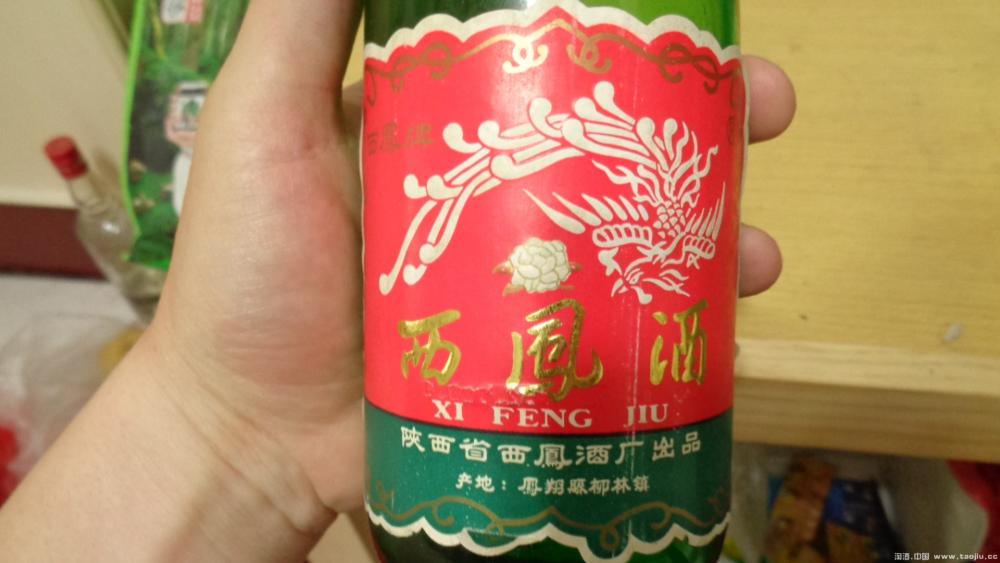 西鳳牌
西鳳酒
XI FENG JIU
陕西省西鳳酒厂出品
产地：鳳翔縣柳林镇
淘酒.中国 www.taojiu.cc